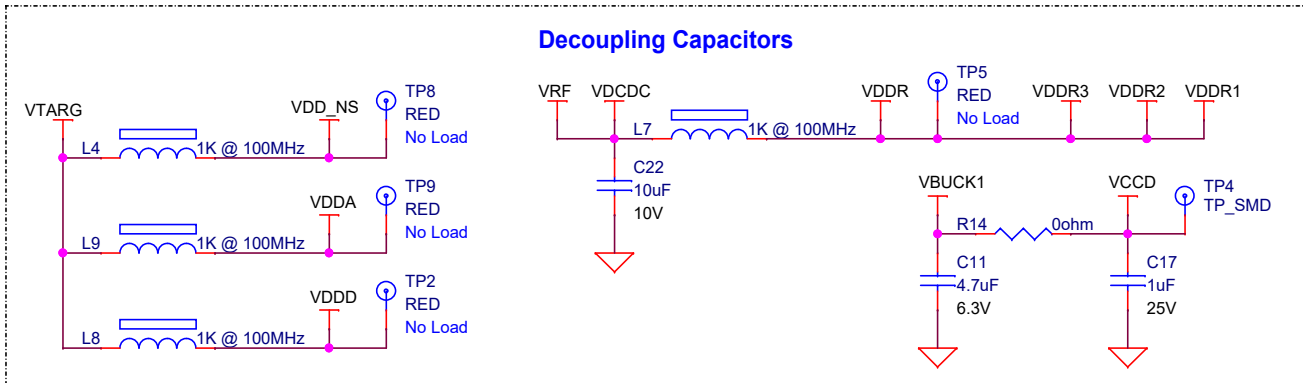 Decoupling Capacitors
VTARG
L4
1K @ 100MHz
VDD_NS
TP8
RED
No Load
L9
1K @ 100MHz
VDDA
TP9
RED
No Load
L8
1K @ 100MHz
VDDD
TP2
RED
No Load
VRF
VDCDC
L7
1K @ 100MHz
VDDR
TP5
RED
No Load
VDDR3
VDDR2
VDDR1
C22
10uF
10V
VBUCK1
R14
0ohm
VCCD
TP4
TP_SMD
C11
4.7uF
6.3V
C17
1uF
25V